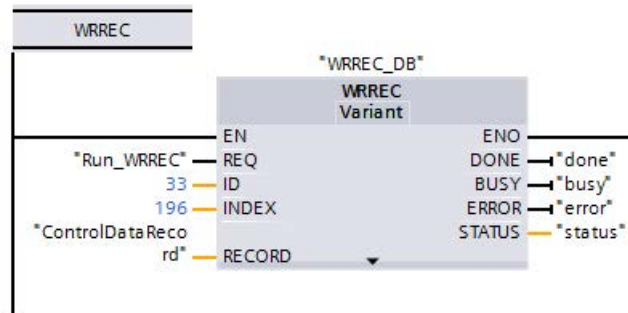 WRREC
"WRREC_DB"
WRREC
Variant
EN ENO
"Run_WRREC" REQ DONE "done"
33 ID BUSY "busy"
196 INDEX ERROR "error"
"ControlDataReco STATUS "status"
rd" RECORD